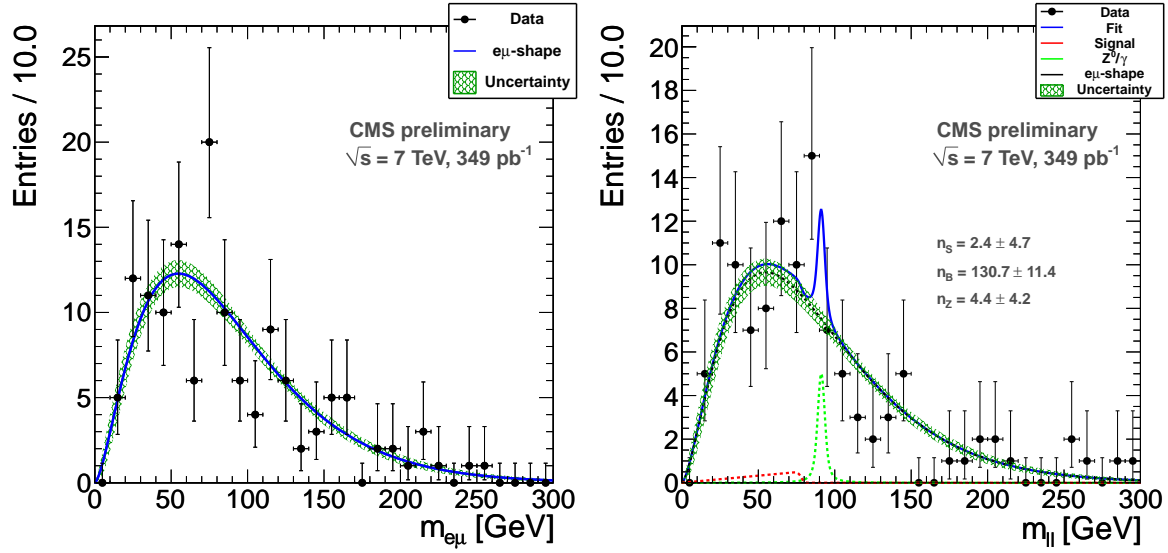 Entries / 10.0
25
20
15
10
5
0
0 50 100 150 200 250 300
m_{eμ} [GeV]
Data
eμ-shape
Uncertainty
CMS preliminary
√s = 7 TeV, 349 pb⁻¹
Entries / 10.0
20
18
16
14
12
10
8
6
4
2
0
0 50 100 150 200 250 300
m_{ll} [GeV]
Data
Fit
Signal
Z⁰/γ
eμ-shape
Uncertainty
CMS preliminary
√s = 7 TeV, 349 pb⁻¹
n_S = 2.4 ± 4.7
n_B = 130.7 ± 11.4
n_Z = 4.4 ± 4.2